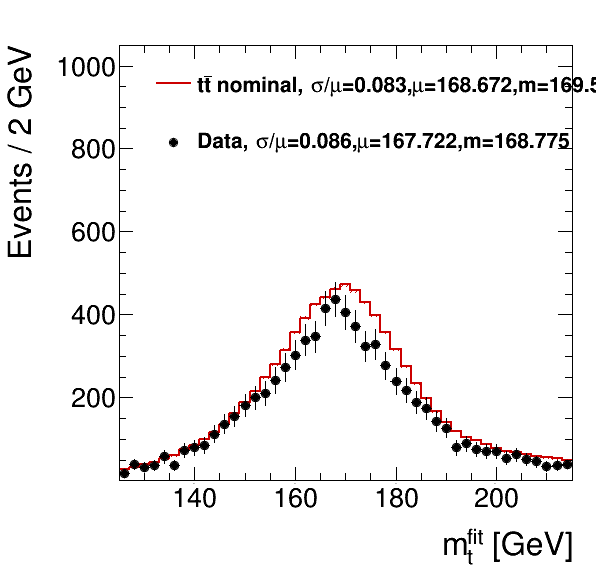 Events / 2 GeV
1000
800
600
400
200
tt̄ nominal, σ/μ=0.083,μ=168.672,m=169.5
Data, σ/μ=0.086,μ=167.722,m=168.775
140 160 180 200
m_t^fit [GeV]